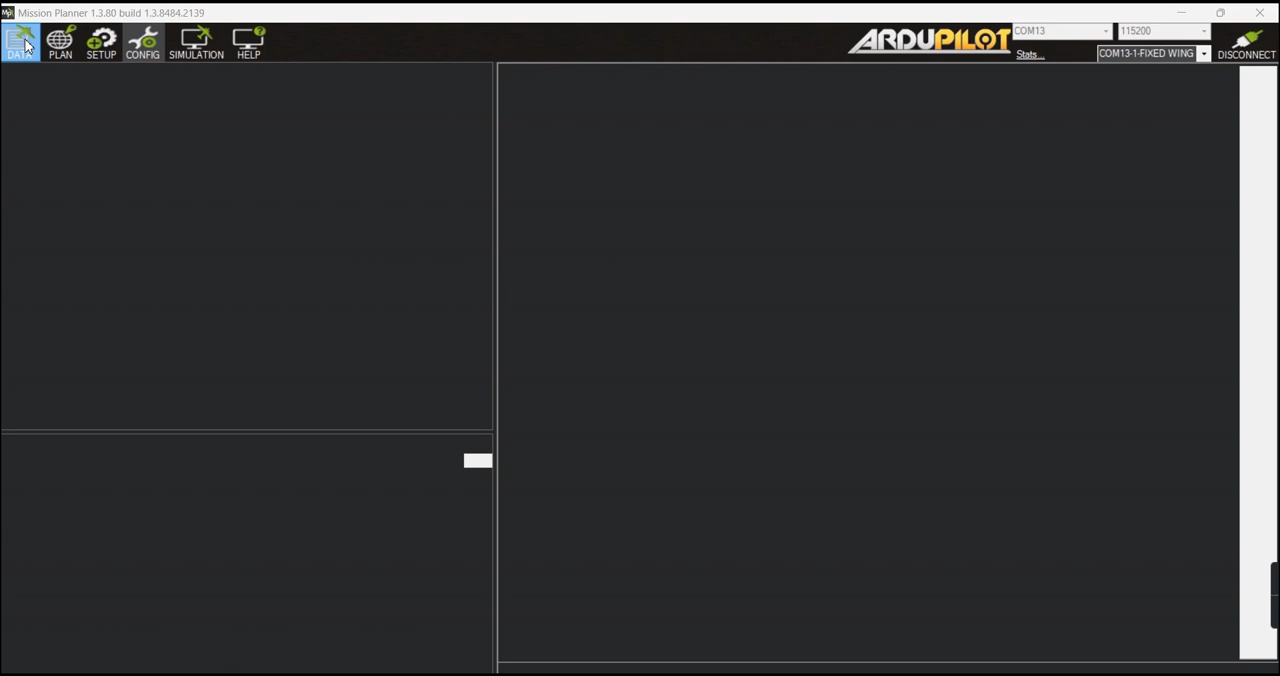 Mission Planner 1.3.80 build 1.3.8484.2139
DATA PLAN SETUP CONFIG SIMULATION HELP
ARDUPILOT
COM13 115200
Stats... COM13-1-FIXED WING DISCONNECT